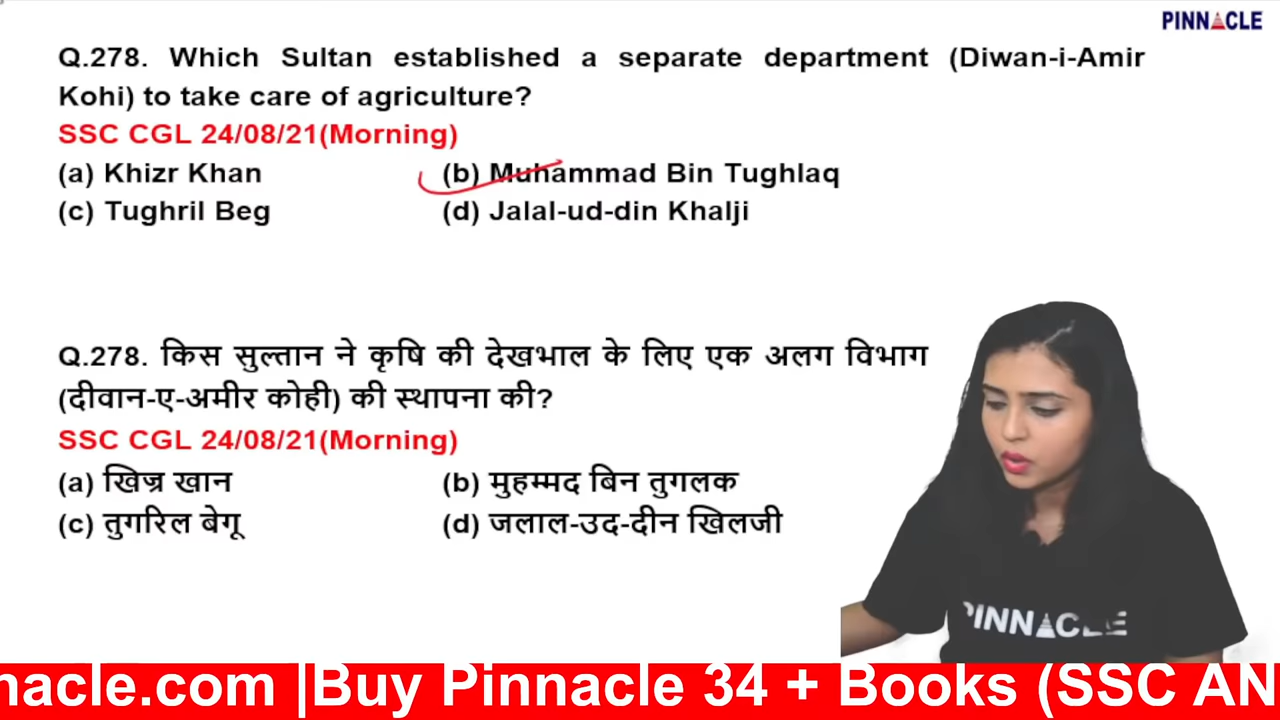 PINNACLE
Q.278. Which Sultan established a separate department (Diwan-i-Amir
Kohi) to take care of agriculture?
SSC CGL 24/08/21(Morning)
(a) Khizr Khan (b) Muhammad Bin Tughlaq
(c) Tughril Beg (d) Jalal-ud-din Khalji
Q.278. किस सुल्तान ने कृषि की देखभाल के लिए एक अलग विभाग
(दीवान-ए-अमीर कोही) की स्थापना की?
SSC CGL 24/08/21(Morning)
(a) खिज्र खान (b) मुहम्मद बिन तुगलक
(c) तुगरिल बेगू (d) जलाल-उद-दीन खिलजी
PINNACLE
nacle.com |Buy Pinnacle 34 + Books (SSC AN